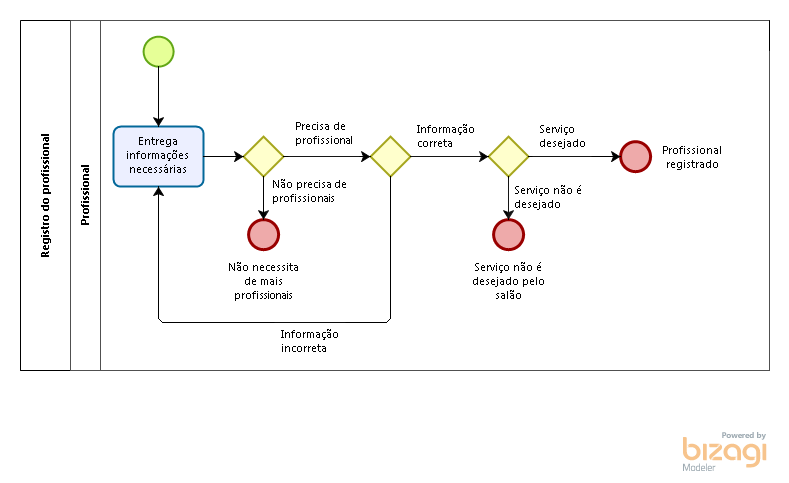 Registro do profissional
Profissional
Entrega
informações
necessárias
Precisa de
profissional
Informação
correta
Serviço
desejado
Profissional
registrado
Não precisa de
profissionais
Serviço não é
desejado
Não necessita
de mais
profissionais
Serviço não é
desejado pelo
salão
Informação
incorreta
Powered by
bizagi
Modeler